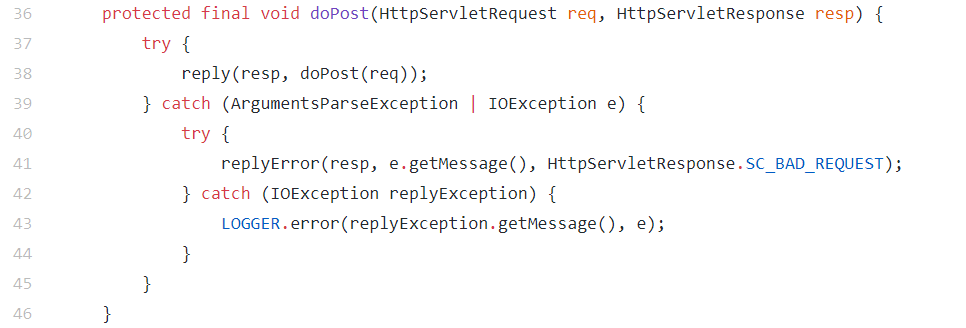 36 protected final void doPost(HttpServletRequest req, HttpServletResponse resp) {
37 try {
38 reply(resp, doPost(req));
39 } catch (ArgumentsParseException | IOException e) {
40 try {
41 replyError(resp, e.getMessage(), HttpServletResponse.SC_BAD_REQUEST);
42 } catch (IOException replyException) {
43 LOGGER.error(replyException.getMessage(), e);
44 }
45 }
46 }